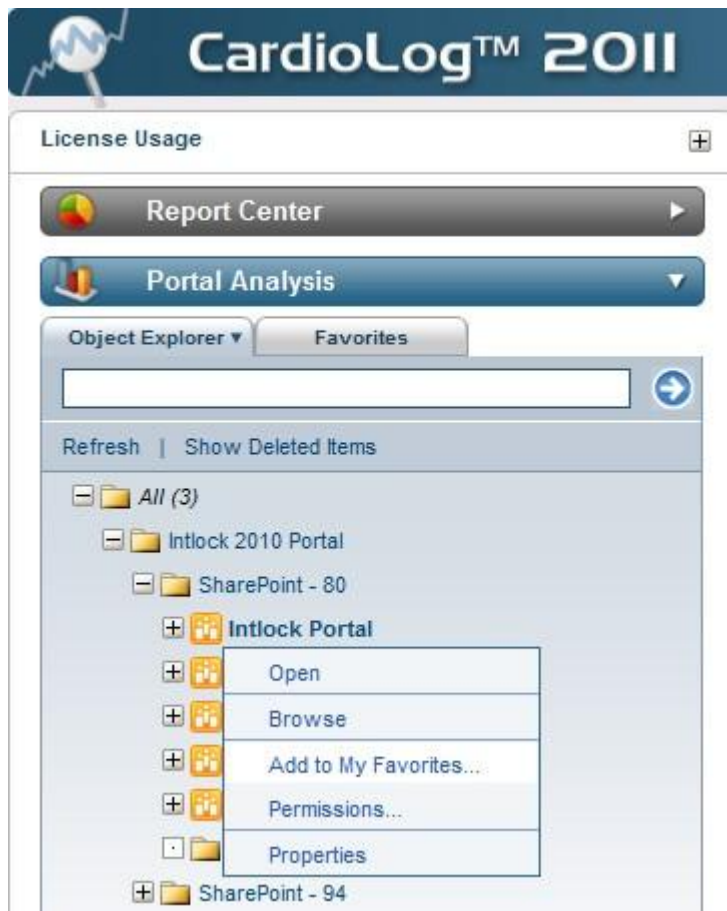 CardioLog™ 2011
License Usage
Report Center
Portal Analysis
Object Explorer ▾ Favorites
Refresh | Show Deleted Items
All (3)
Intlock 2010 Portal
SharePoint - 80
Intlock Portal
Open
Browse
Add to My Favorites...
Permissions...
Properties
SharePoint - 94